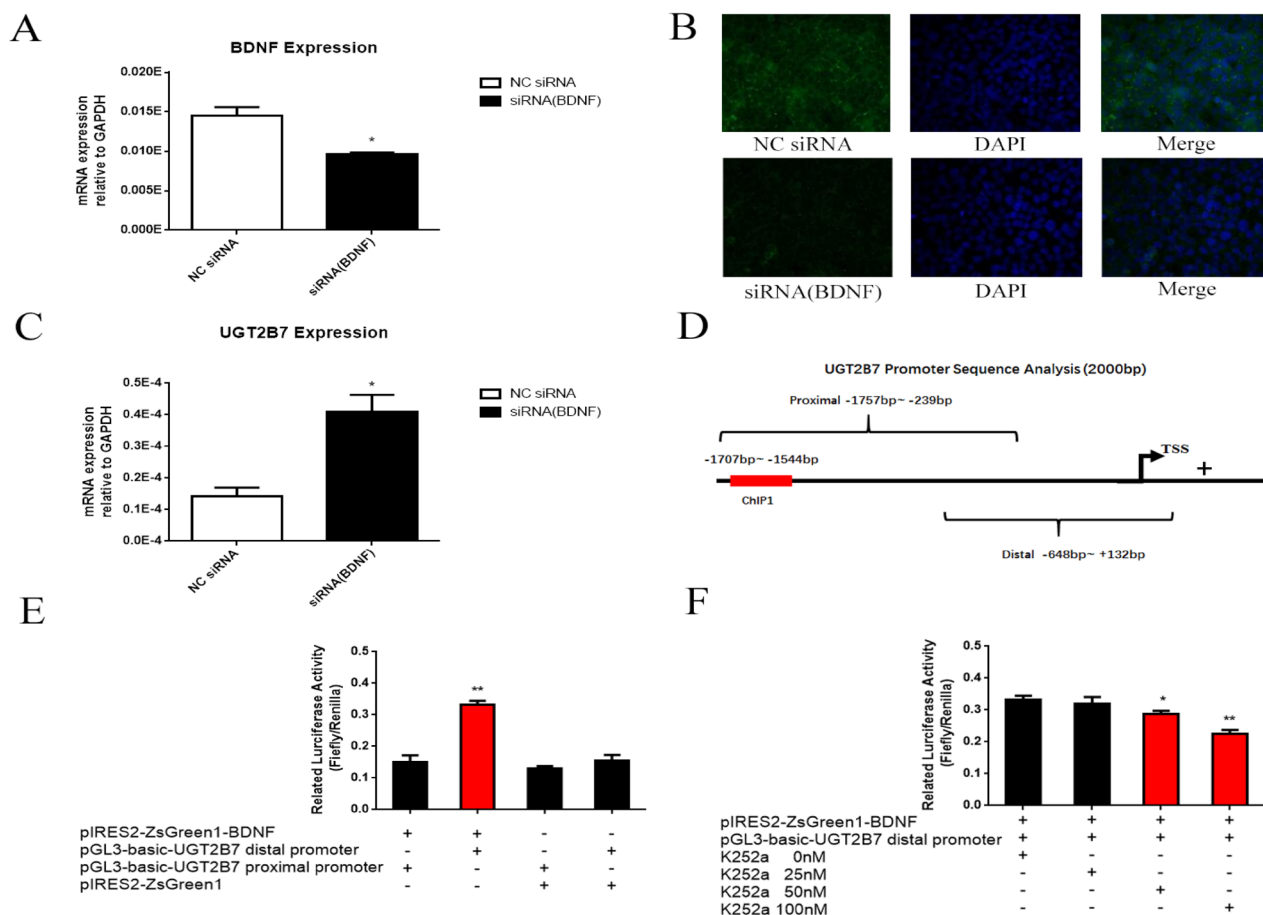 A
BDNF Expression
mRNA expression
relative to GAPDH
0.020E
0.015E
0.010E
0.005E
0.000E
*
NC siRNA
siRNA(BDNF)
NC siRNA
siRNA(BDNF)
B
NC siRNA
DAPI
Merge
siRNA(BDNF)
DAPI
Merge
C
UGT2B7 Expression
mRNA expression
relative to GAPDH
0.5E-4
0.4E-4
0.3E-4
0.2E-4
0.1E-4
0.0E-4
*
NC siRNA
siRNA(BDNF)
NC siRNA
siRNA(BDNF)
D
UGT2B7 Promoter Sequence Analysis (2000bp)
Proximal -1757bp~ -239bp
-1707bp~ -1544bp
ChIP1
TSS
+
Distal -648bp~ +132bp
E
Related Lurciferase Activity
(Fiefly/Renilla)
0.5
0.4
0.3
0.2
0.1
0.0
**
pIRES2-ZsGreen1-BDNF + + - -
pGL3-basic-UGT2B7 distal promoter - + - +
pGL3-basic-UGT2B7 proximal promoter + - + -
pIRES2-ZsGreen1 - - + +
F
Related Lurciferase Activity
(Fiefly/Renilla)
0.5
0.4
0.3
0.2
0.1
0.0
*
**
pIRES2-ZsGreen1-BDNF + + + +
pGL3-basic-UGT2B7 distal promoter + + + +
K252a 0nM + - - -
K252a 25nM - + - -
K252a 50nM - - + -
K252a 100nM - - - +